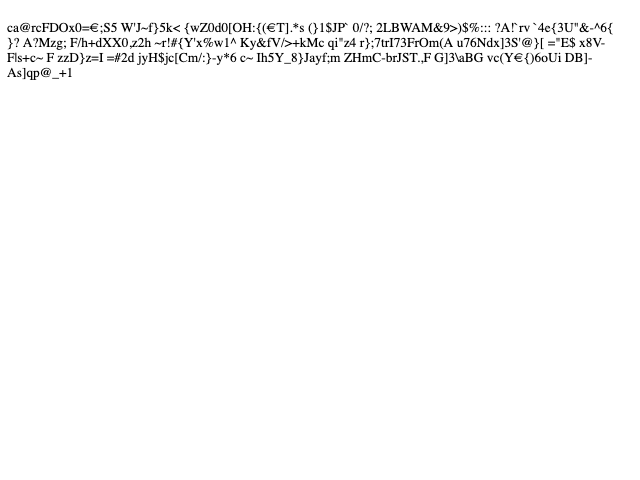 ca@rcFDOx0=€;S5 W'J~f}5k< {wZ0d0[OH:{(€T].*s (}1$JP` 0/?; 2LBWAM&9>)$%::: ?A!`rv`4e{3U"&-^6{
}? A?Mzg; F/h+dXX0,z2h ~r!#{Y'x%w1^ Ky&fV/>+kMc qi"z4 r};7trI73FrOm(A u76Ndx]3S'@}[ ="E$ x8V-
F|s+c~ F zzD}z=I =#2d jyH$jc[Cm/:}-y*6 c~ Ih5Y_8}Jayf;m ZHmC-brJST.,F G]3\aBG vc(Y€{)6oUi DB]-
As]qp@_+1